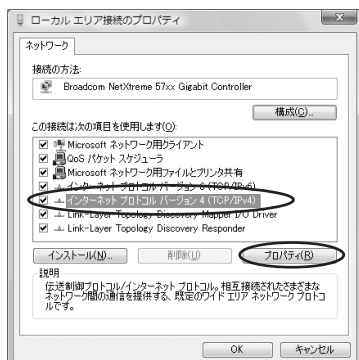 ローカル エリア接続のプロパティ
ネットワーク
接続の方法:
Broadcom NetXtreme 57xx Gigabit Controller
構成(C)...
この接続は次の項目を使用します(O):
Microsoft ネットワーク用クライアント
QoS パケット スケジューラ
Microsoft ネットワーク用ファイルとプリンタ共有
インターネット プロトコル バージョン 6 (TCP/IPv6)
インターネット プロトコル バージョン 4 (TCP/IPv4)
Link-Layer Topology Discovery Mapper I/O Driver
Link-Layer Topology Discovery Responder
インストール(N)...
削除(U)
プロパティ(R)
説明
伝送制御プロトコル/インターネット プロトコル。相互接続されたさまざまな
ネットワーク間の通信を提供する、既定のワイド エリア ネットワーク プロトコ
ルです。
OK
キャンセル